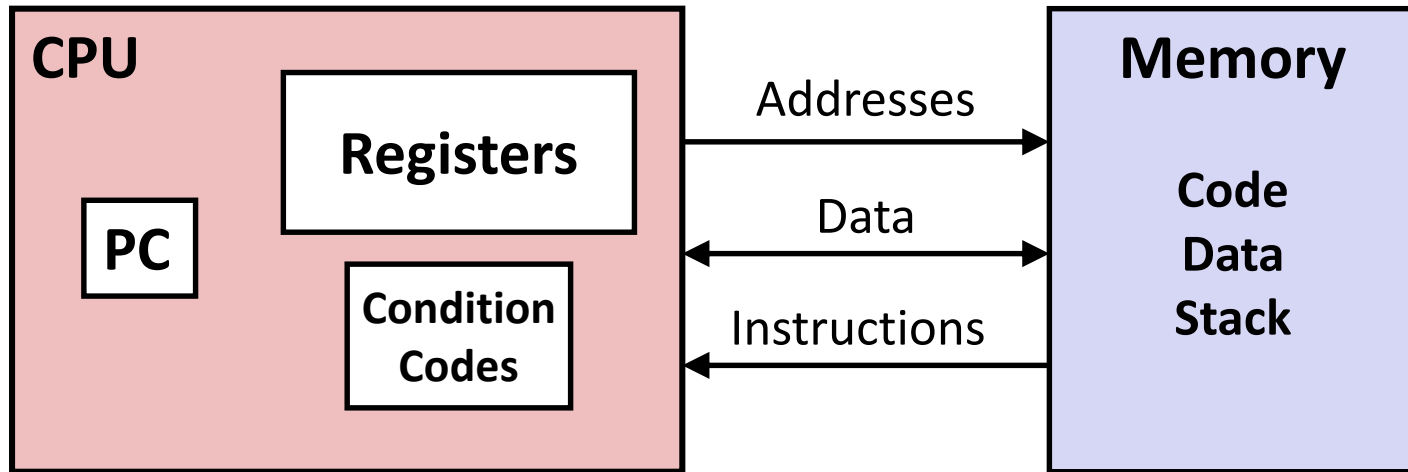 CPU
Registers
PC
Condition
Codes
Addresses
Data
Instructions
Memory
Code
Data
Stack